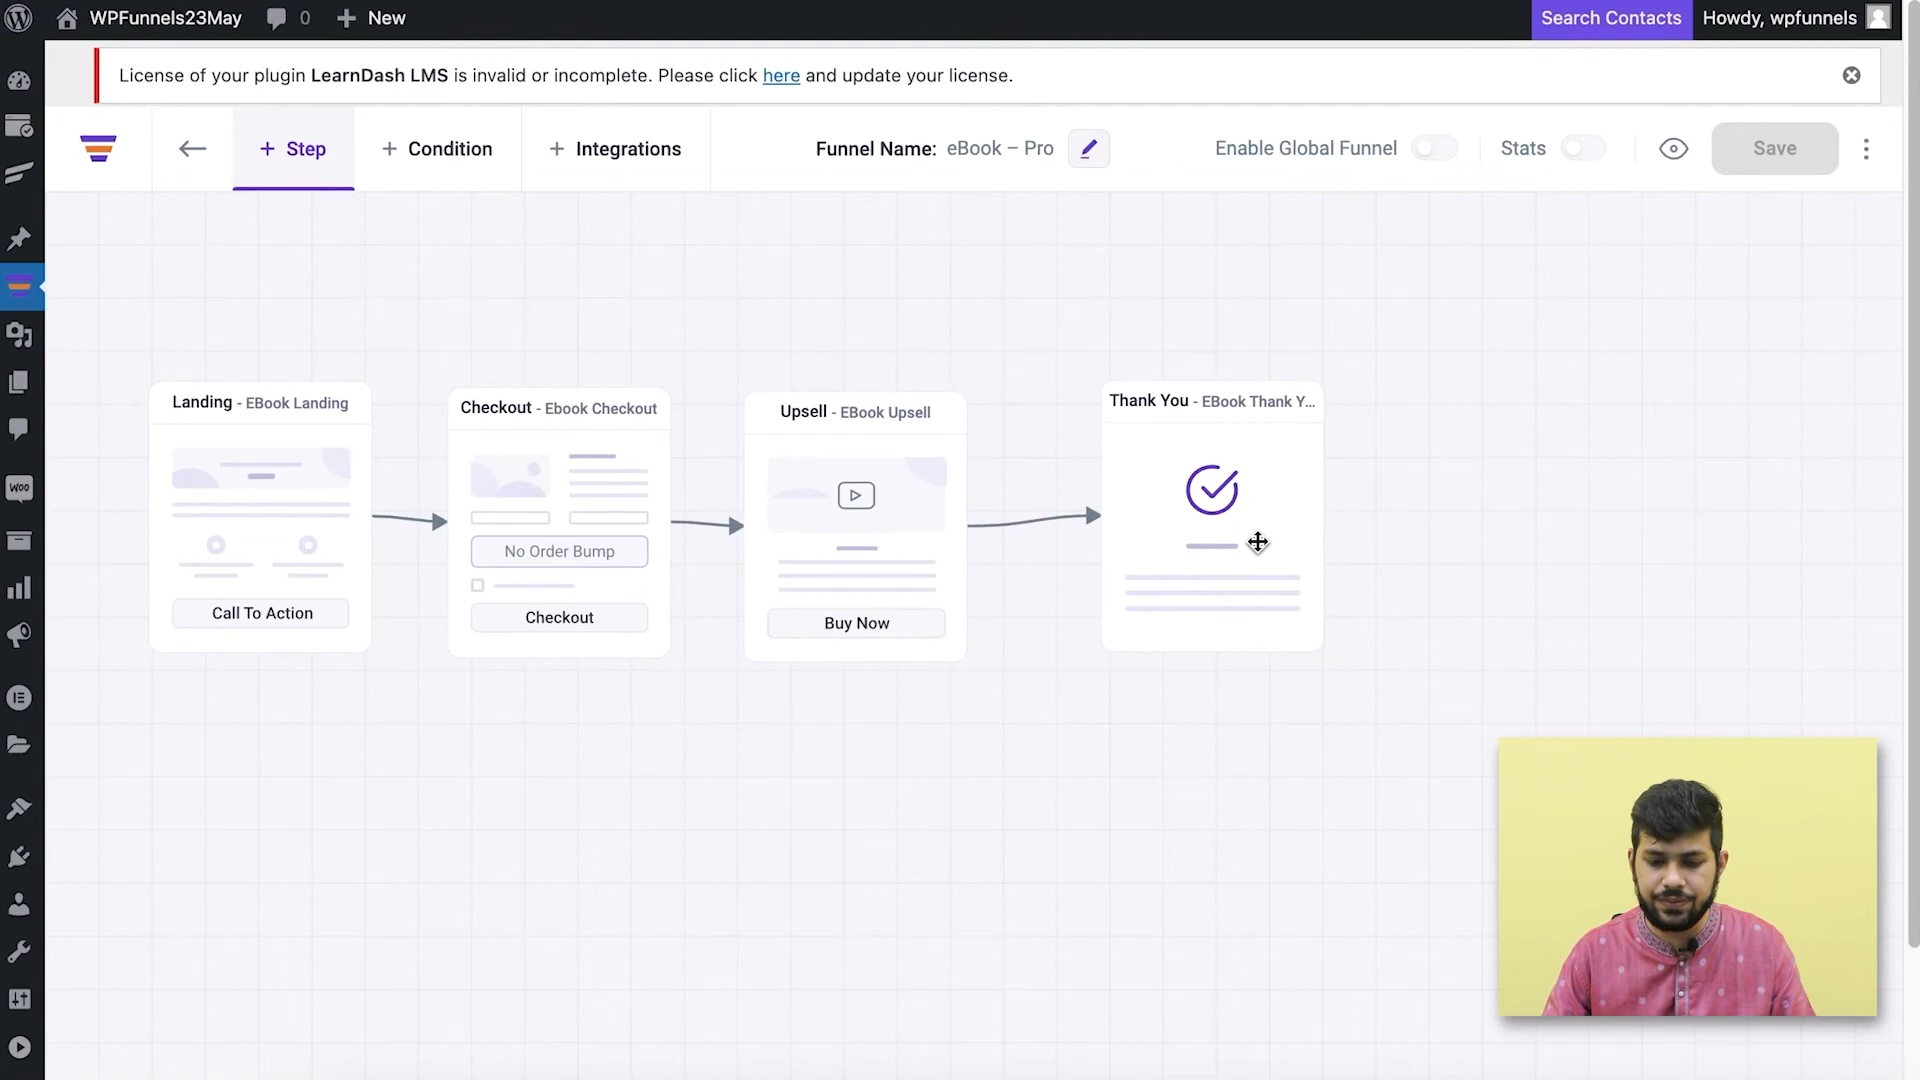 WPFunnels23May 0 New Search Contacts Howdy, wpfunnels
License of your plugin LearnDash LMS is invalid or incomplete. Please click here and update your license.
Step Condition Integrations Funnel Name: eBook – Pro Enable Global Funnel Stats Save
Landing - EBook Landing
Call To Action
Checkout - Ebook Checkout
No Order Bump
Checkout
Upsell - EBook Upsell
Buy Now
Thank You - EBook Thank Y...
WOO